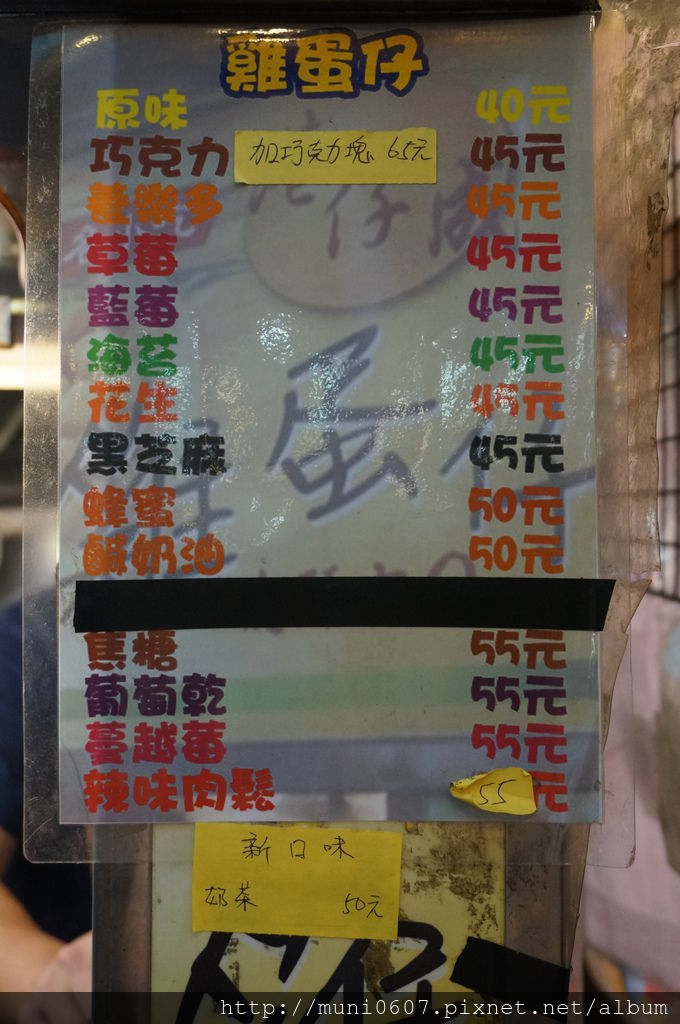 雞蛋仔
原味 40元
巧克力 加巧克力塊 65元 45元
養樂多 45元
草莓 45元
藍莓 45元
海苔 45元
花生 45元
黑芝麻 45元
蜂蜜 50元
鹹奶油 50元
焦糖 55元
葡萄乾 55元
蔓越莓 55元
辣味肉鬆 55元
新口味
奶茶 50元
http://muni0607.pixnet.net/album